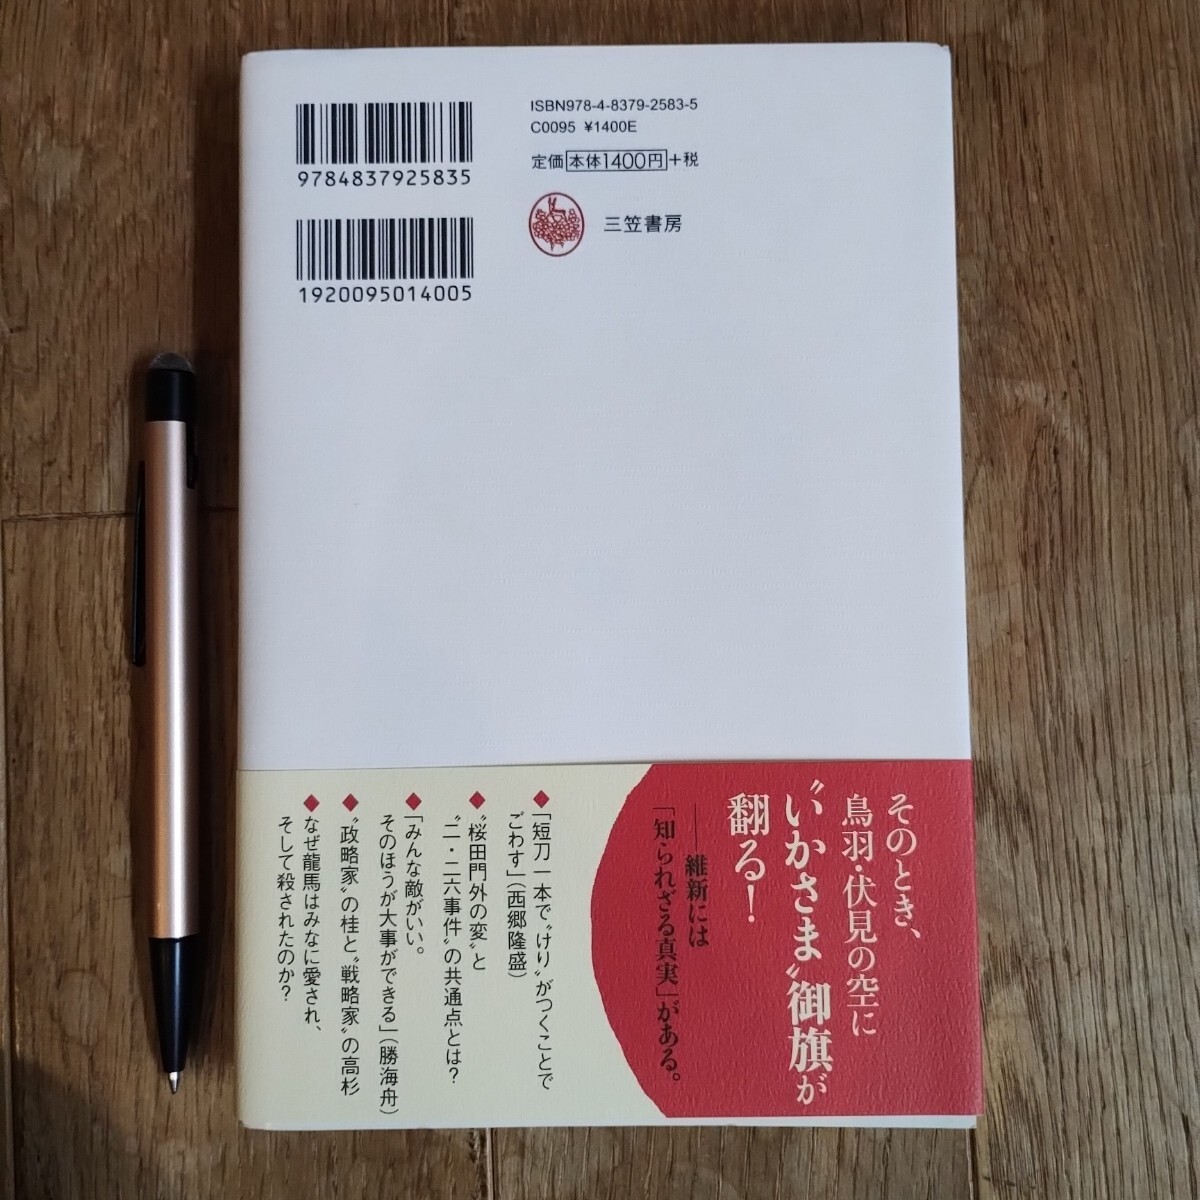 9784837925835
1920095014005
ISBN978-4-8379-2583-5
C0095 ¥1400E
定価本体1400円+税
三笠書房
そのとき、
鳥羽・伏見の空に
〝いかさま〟御旗が
翻る！
──維新には
「知られざる真実」がある。
◆「短刀一本で〝けり〟がつくことで
ごわす」（西郷隆盛）
◆〝桜田門外の変〟と
〝二・二六事件〟の共通点とは？
◆「みんな敵がいい。
そのほうが大事ができる」（勝海舟）
◆〝政略家〟の桂と〝戦略家〟の高杉
◆なぜ龍馬はみなに愛され、
そして殺されたのか？